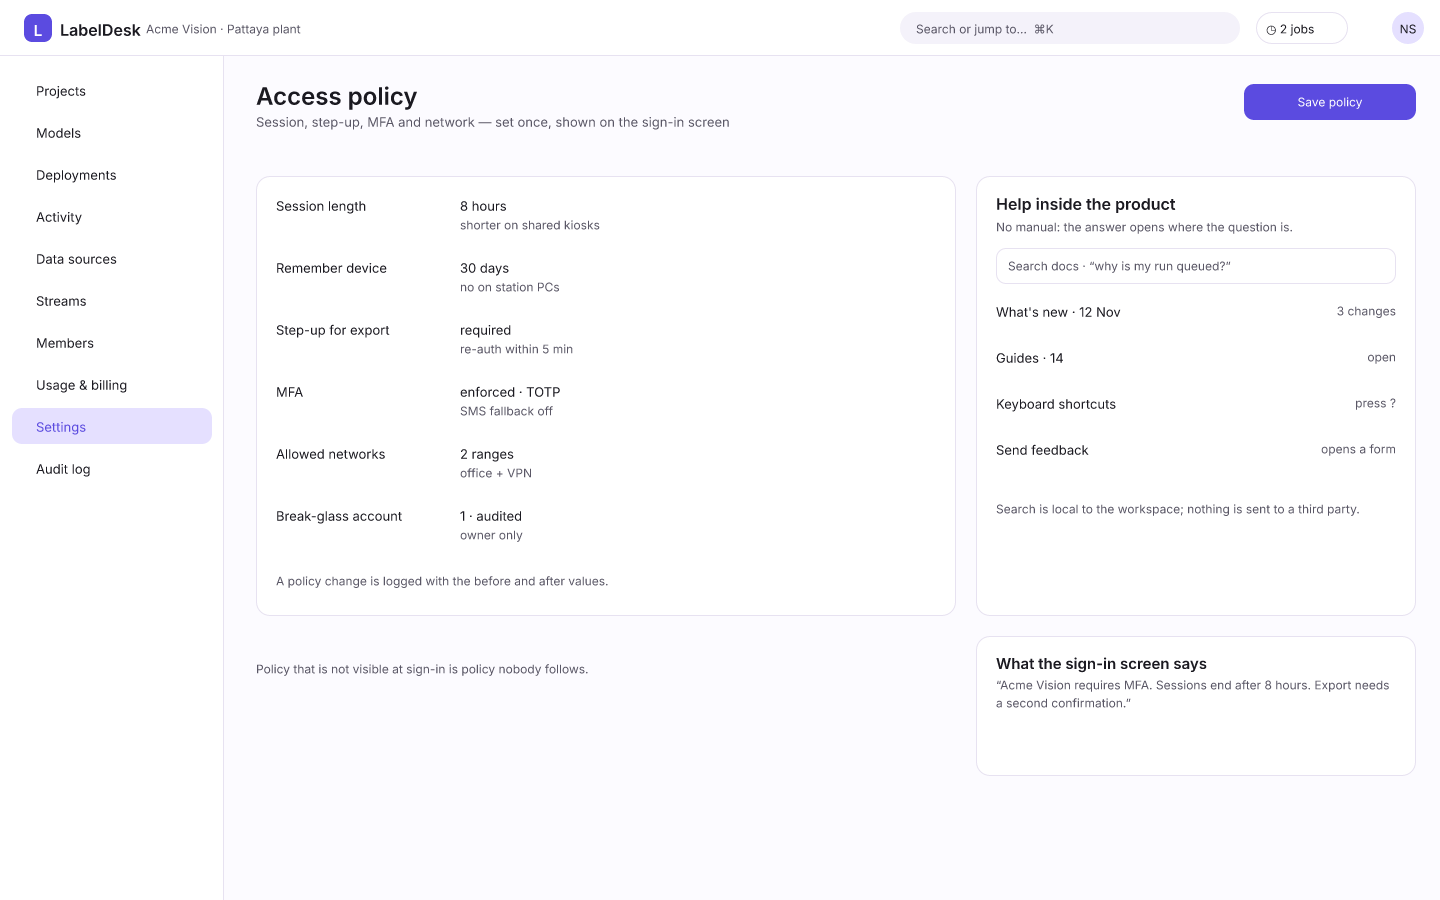 L LabelDesk Acme Vision · Pattaya plant
Search or jump to... ⌘K
◷ 2 jobs
NS
Projects
Models
Deployments
Activity
Data sources
Streams
Members
Usage & billing
Settings
Audit log
Access policy
Session, step-up, MFA and network — set once, shown on the sign-in screen
Save policy
Session length
8 hours
shorter on shared kiosks
Remember device
30 days
no on station PCs
Step-up for export
required
re-auth within 5 min
MFA
enforced · TOTP
SMS fallback off
Allowed networks
2 ranges
office + VPN
Break-glass account
1 · audited
owner only
A policy change is logged with the before and after values.
Policy that is not visible at sign-in is policy nobody follows.
Help inside the product
No manual: the answer opens where the question is.
Search docs · “why is my run queued?”
What's new · 12 Nov
3 changes
Guides · 14
open
Keyboard shortcuts
press ?
Send feedback
opens a form
Search is local to the workspace; nothing is sent to a third party.
What the sign-in screen says
“Acme Vision requires MFA. Sessions end after 8 hours. Export needs
a second confirmation.”